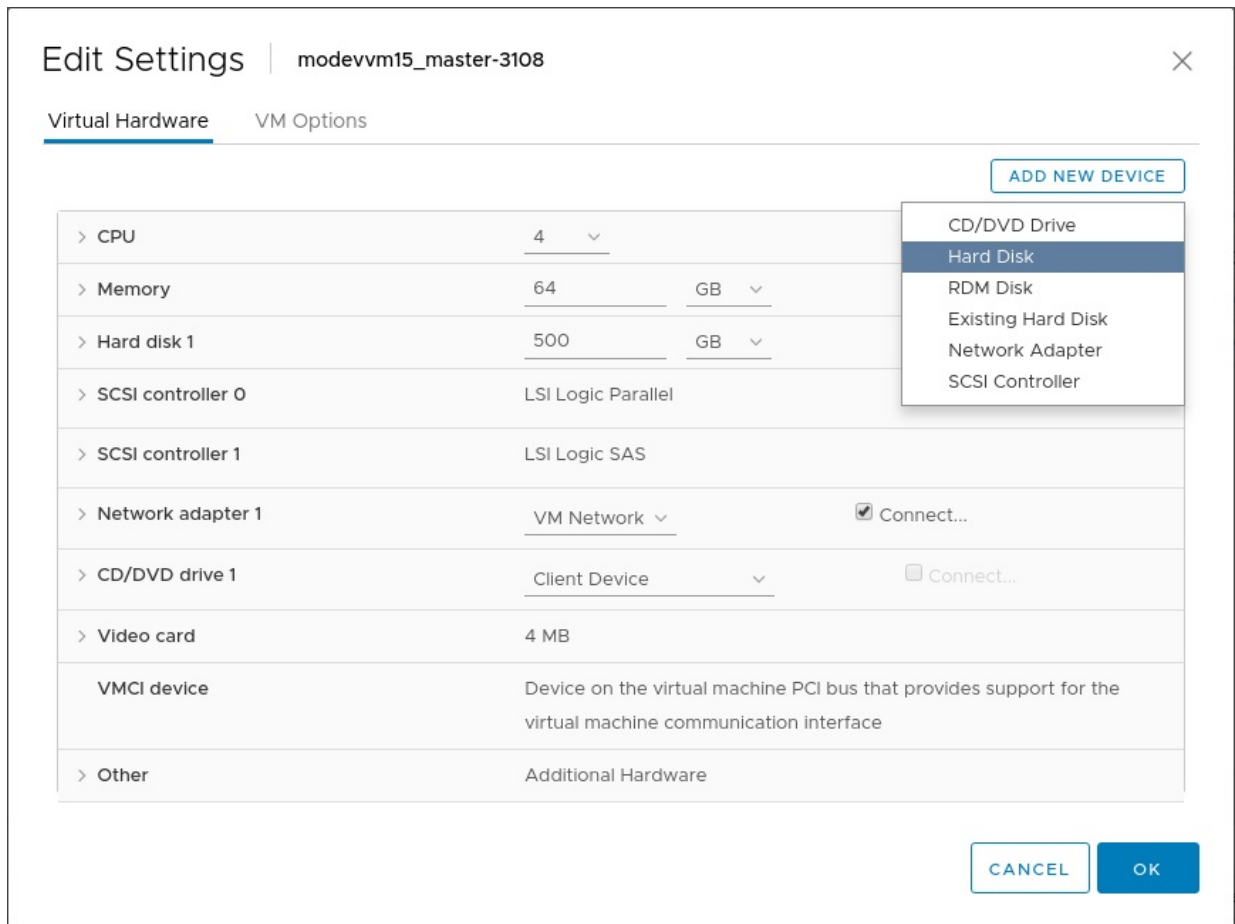 Edit Settings modevvm15_master-3108
Virtual Hardware VM Options
ADD NEW DEVICE
CD/DVD Drive
Hard Disk
RDM Disk
Existing Hard Disk
Network Adapter
SCSI Controller
CPU 4
Memory 64 GB
Hard disk 1 500 GB
SCSI controller 0 LSI Logic Parallel
SCSI controller 1 LSI Logic SAS
Network adapter 1 VM Network Connect...
CD/DVD drive 1 Client Device Connect...
Video card 4 MB
VMCI device Device on the virtual machine PCI bus that provides support for the
virtual machine communication interface
Other Additional Hardware
CANCEL OK